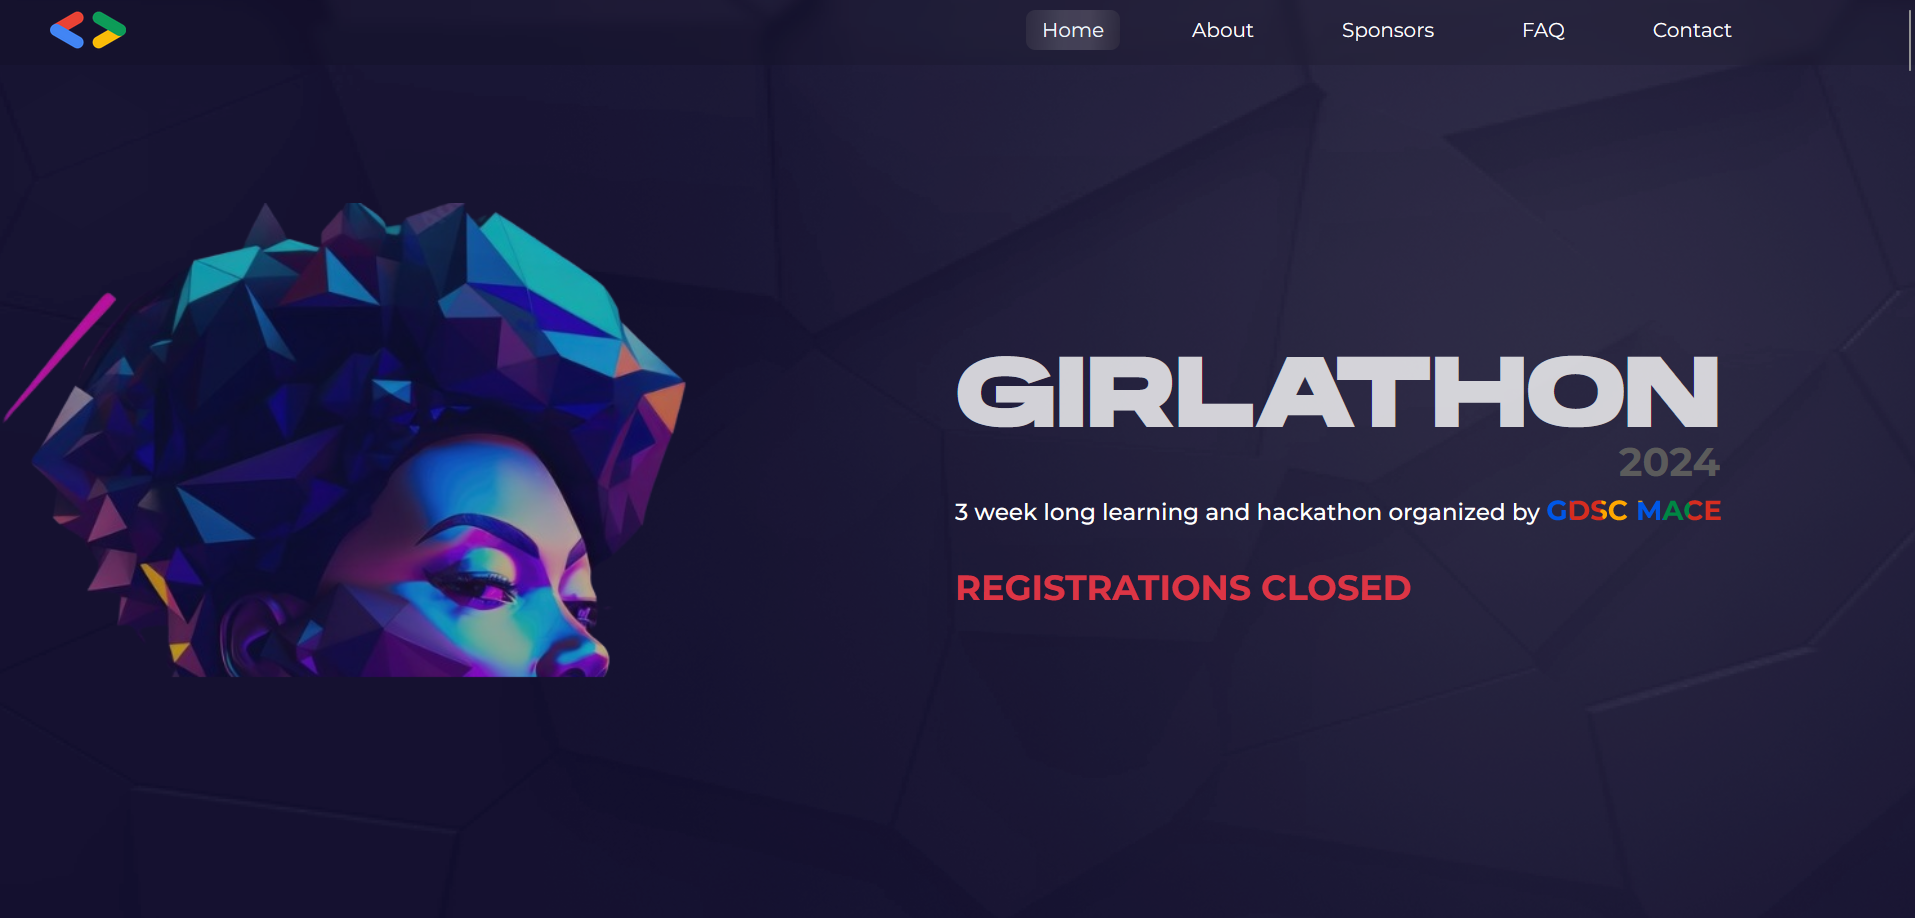 Home About Sponsors FAQ Contact
GIRLATHON
2024
3 week long learning and hackathon organized by GDSC MACE
REGISTRATIONS CLOSED